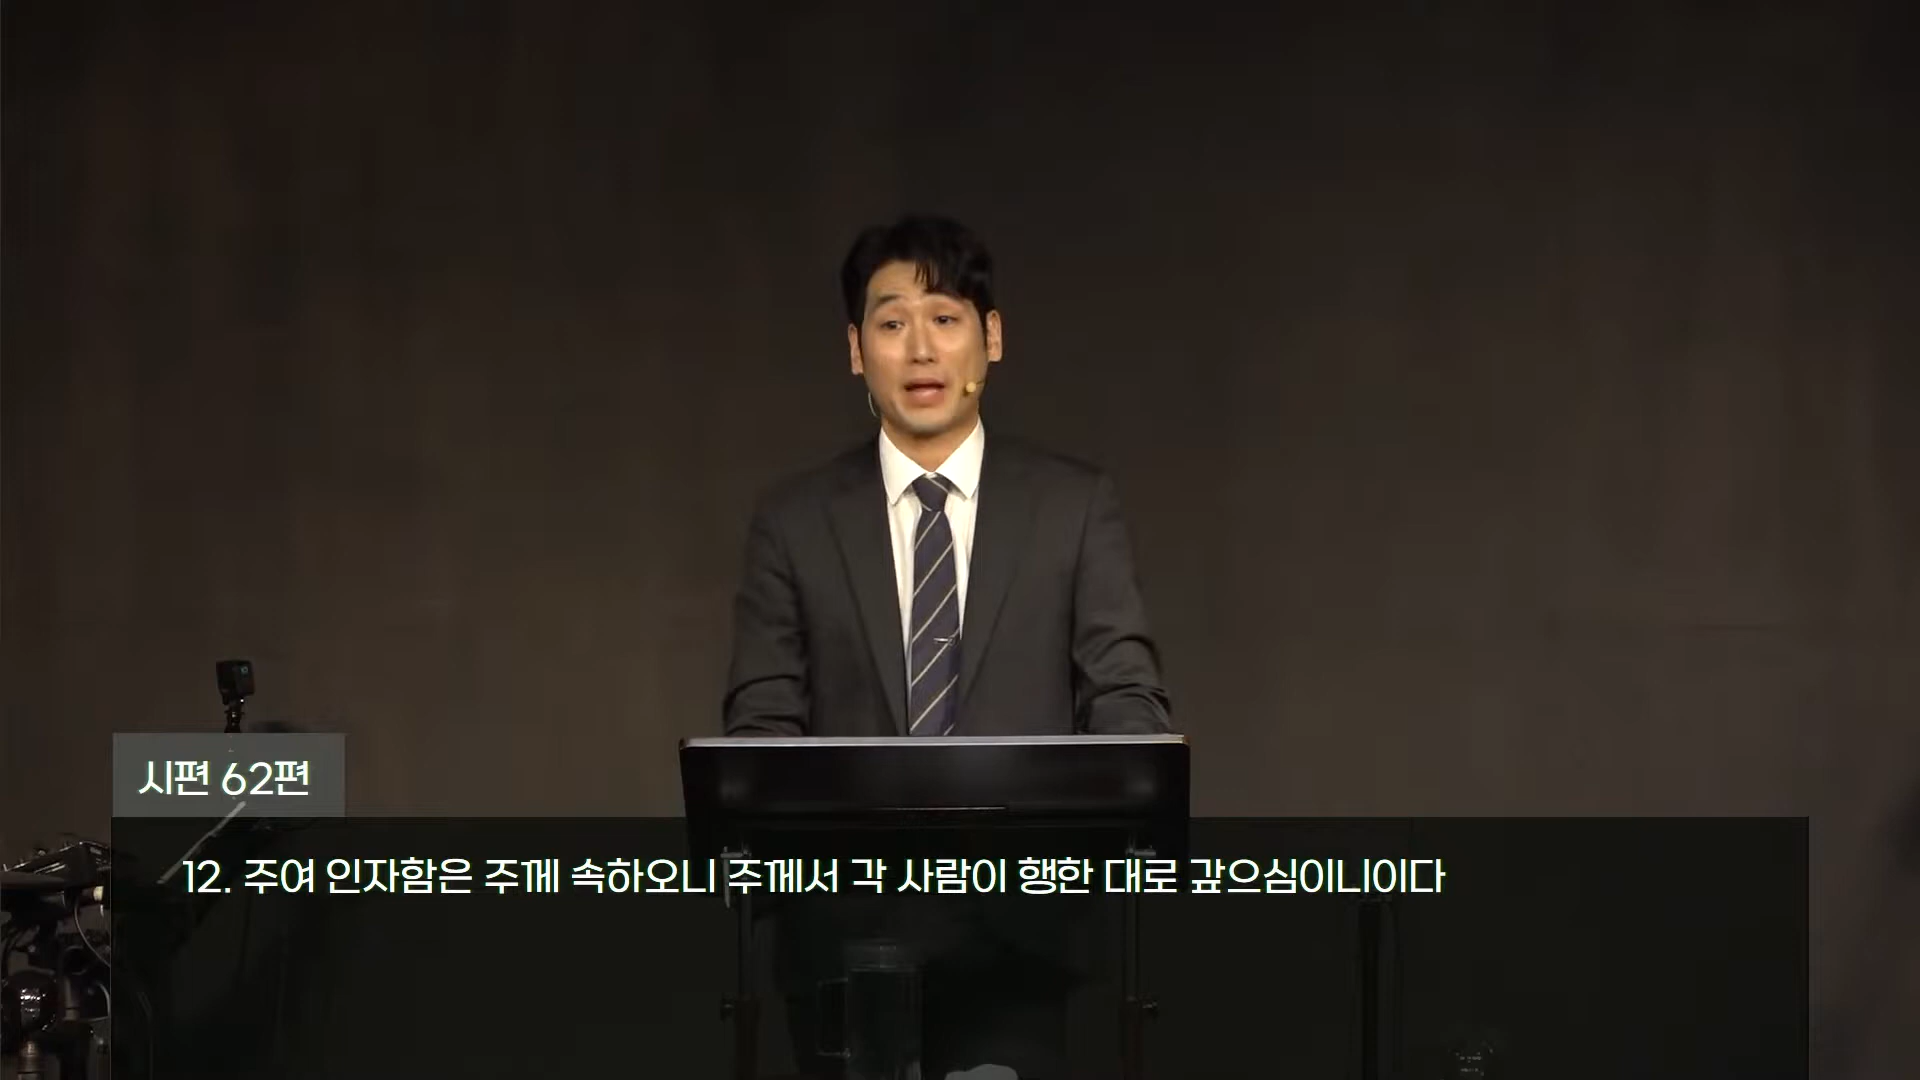 시편 62편
12. 주여 인자함은 주께 속하오니 주께서 각 사람이 행한 대로 갚으심이니이다